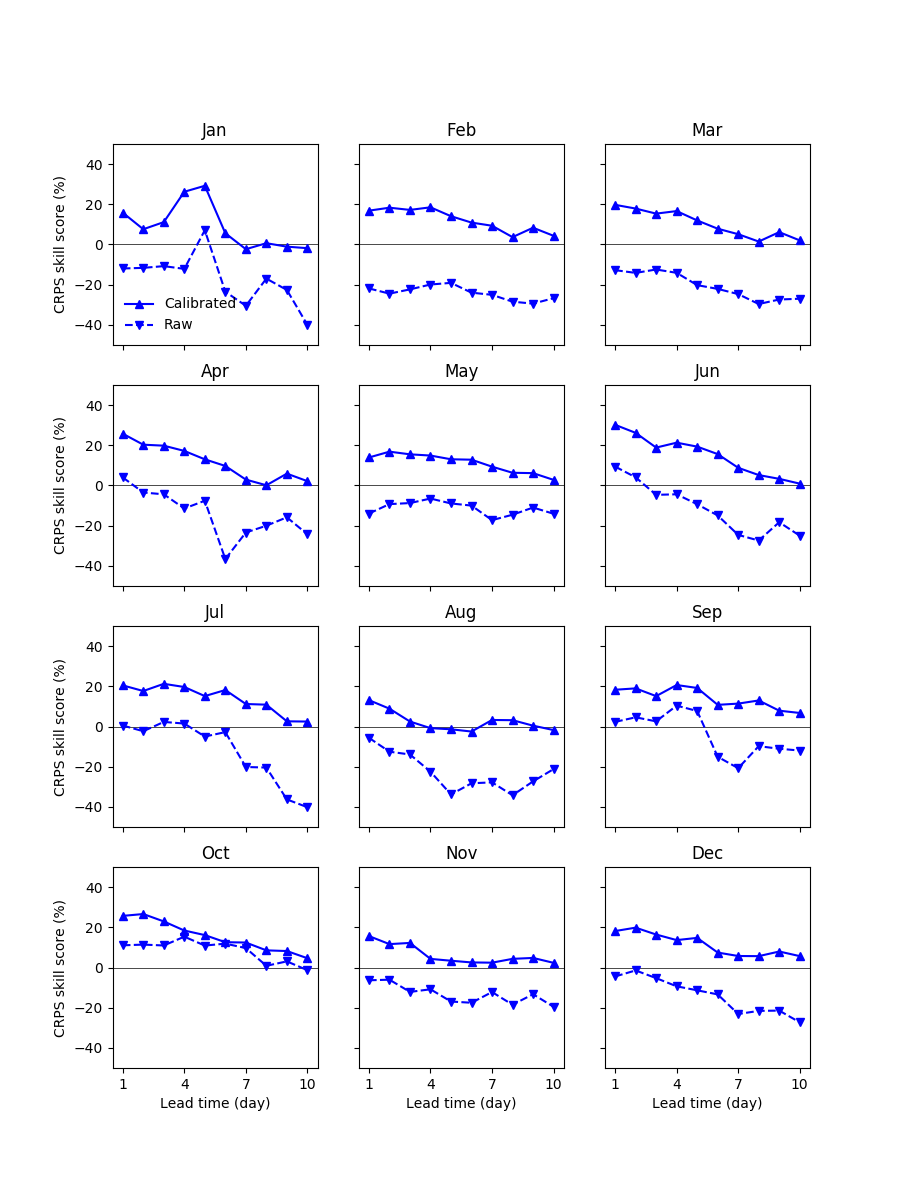 Jan Feb Mar
CRPS skill score (%)
40
20
0
−20
−40
Calibrated
Raw
Apr May Jun
CRPS skill score (%)
40
20
0
−20
−40
Jul Aug Sep
CRPS skill score (%)
40
20
0
−20
−40
Oct Nov Dec
CRPS skill score (%)
40
20
0
−20
−40
1 4 7 10 1 4 7 10 1 4 7 10
Lead time (day) Lead time (day) Lead time (day)